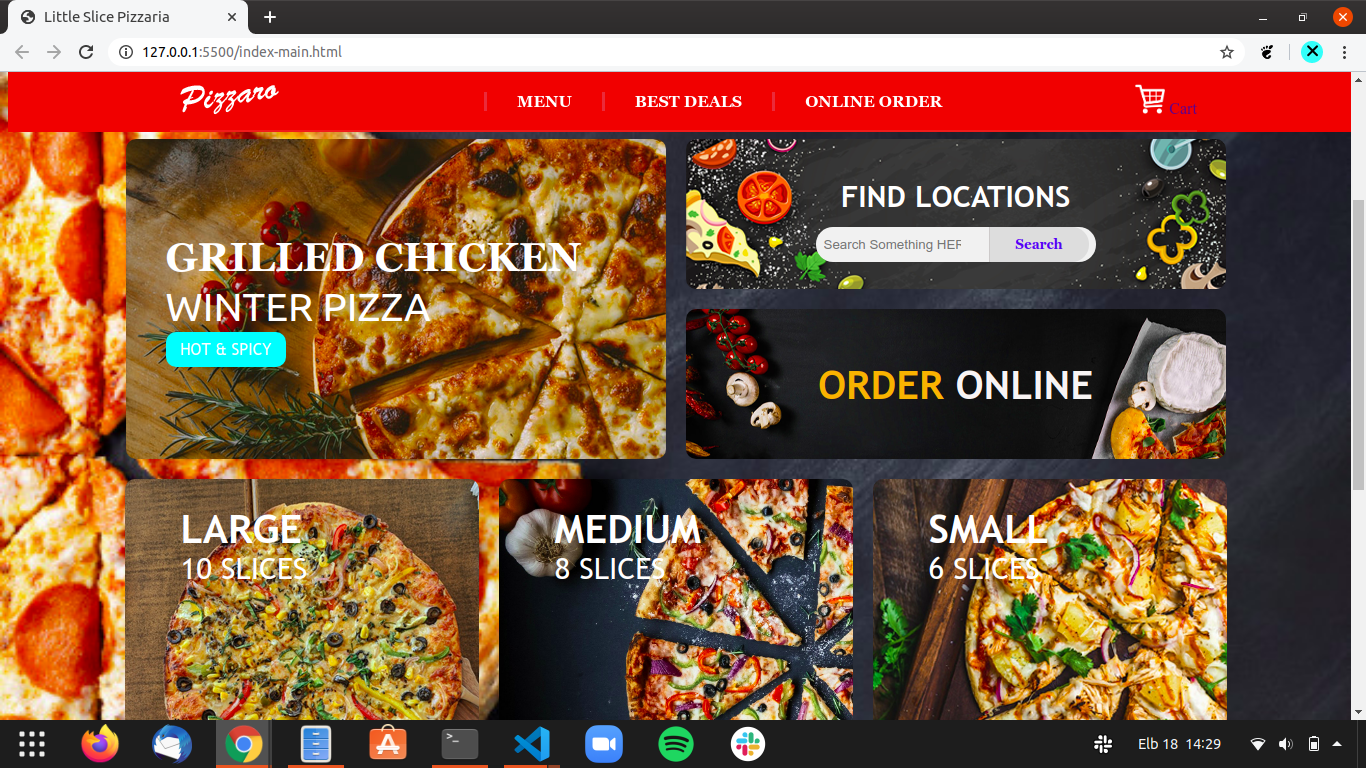 Little Slice Pizzaria
127.0.0.1:5500/index-main.html
Pizzaro
MENU
BEST DEALS
ONLINE ORDER
Cart
GRILLED CHICKEN
WINTER PIZZA
HOT & SPICY
FIND LOCATIONS
Search Something HER
Search
ORDER ONLINE
LARGE
10 SLICES
MEDIUM
8 SLICES
SMALL
6 SLICES
Elb 18 14:29